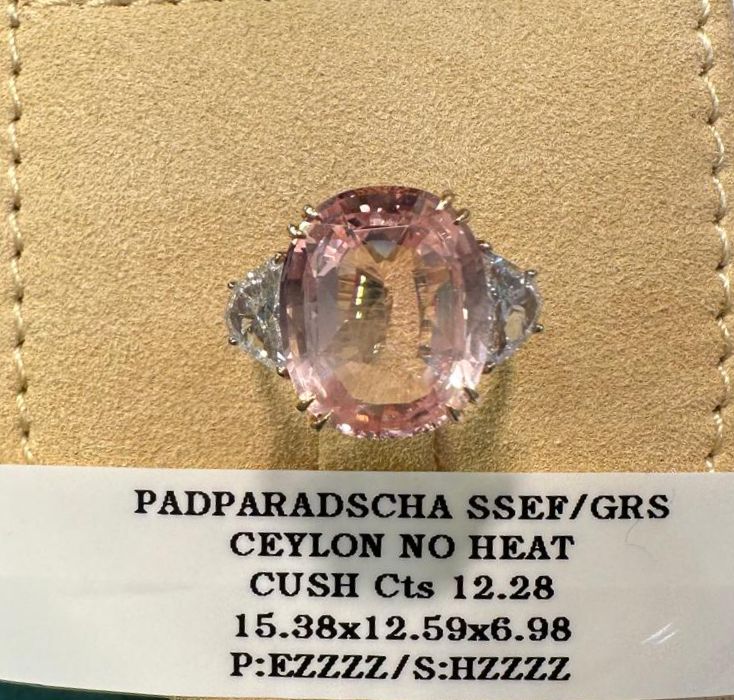 PADPARADSCHA SSEF/GRS
CEYLON NO HEAT
CUSH Cts 12.28
15.38x12.59x6.98
P:EZZZZ/S:HZZZZ